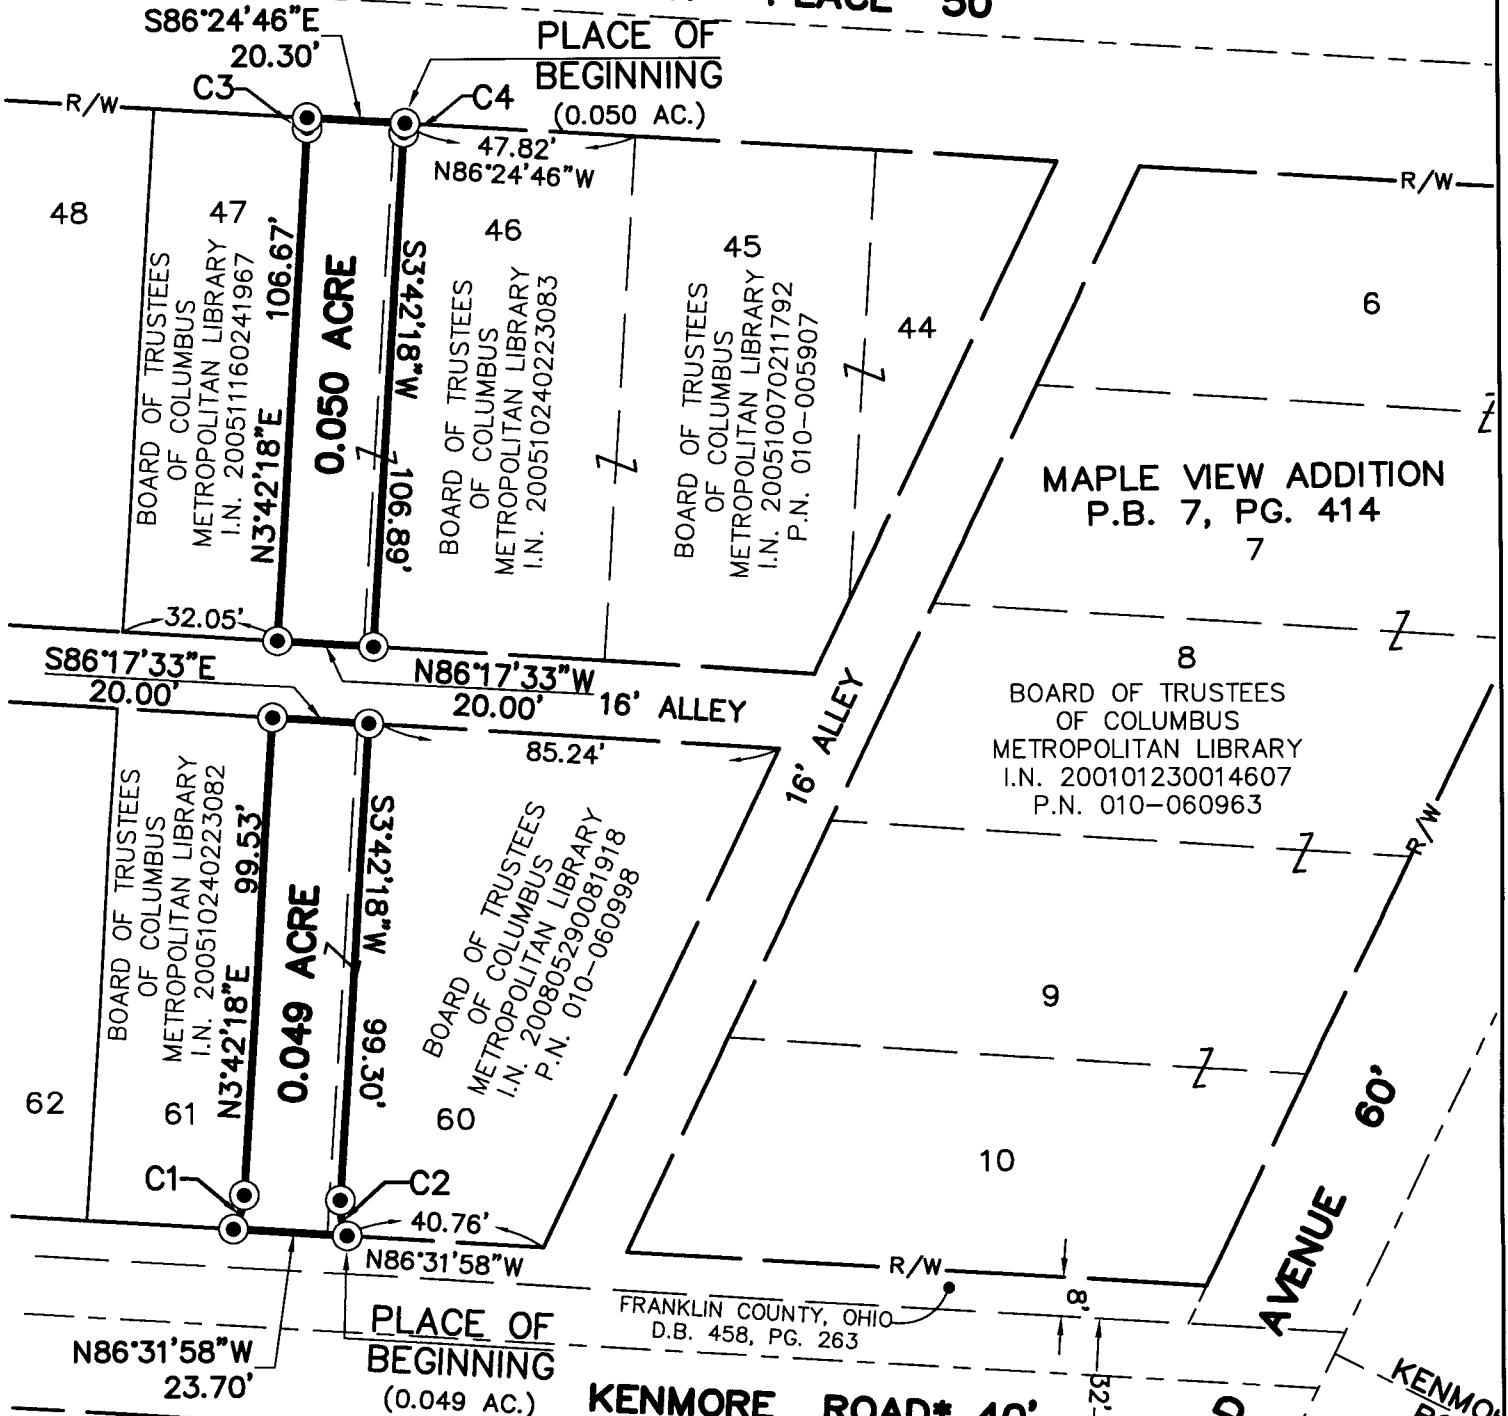 PLACE 50'
S86°24'46"E
20.30'
PLACE OF
BEGINNING
(0.050 AC.)
C3
C4
R/W
47.82'
N86°24'46"W
R/W
48
47
BOARD OF TRUSTEES
OF COLUMBUS
METROPOLITAN LIBRARY
I.N. 200511160241967
N3°42'18"E 106.67'
0.050 ACRE
S3°42'18"W 106.89'
46
BOARD OF TRUSTEES
OF COLUMBUS
METROPOLITAN LIBRARY
I.N. 200510240223083
45
BOARD OF TRUSTEES
OF COLUMBUS
METROPOLITAN LIBRARY
I.N. 200510070211792
P.N. 010-005907
44
6
MAPLE VIEW ADDITION
P.B. 7, PG. 414
7
32.05'
S86°17'33"E
20.00'
N86°17'33"W
20.00'
16' ALLEY
16' ALLEY
85.24'
8
BOARD OF TRUSTEES
OF COLUMBUS
METROPOLITAN LIBRARY
I.N. 200101230014607
P.N. 010-060963
R/W
62
61
BOARD OF TRUSTEES
OF COLUMBUS
METROPOLITAN LIBRARY
I.N. 200510240223082
N3°42'18"E 99.53'
0.049 ACRE
S3°42'18"W 99.30'
BOARD OF TRUSTEES
OF COLUMBUS
METROPOLITAN LIBRARY
I.N. 200805290081918
P.N. 010-060998
60
9
10
C1
C2
40.76'
N86°31'58"W
R/W
8'
AVENUE 60'
FRANKLIN COUNTY, OHIO
D.B. 458, PG. 263
PLACE OF
BEGINNING
(0.049 AC.)
N86°31'58"W
23.70'
KENMORE ROAD* 40'
32'